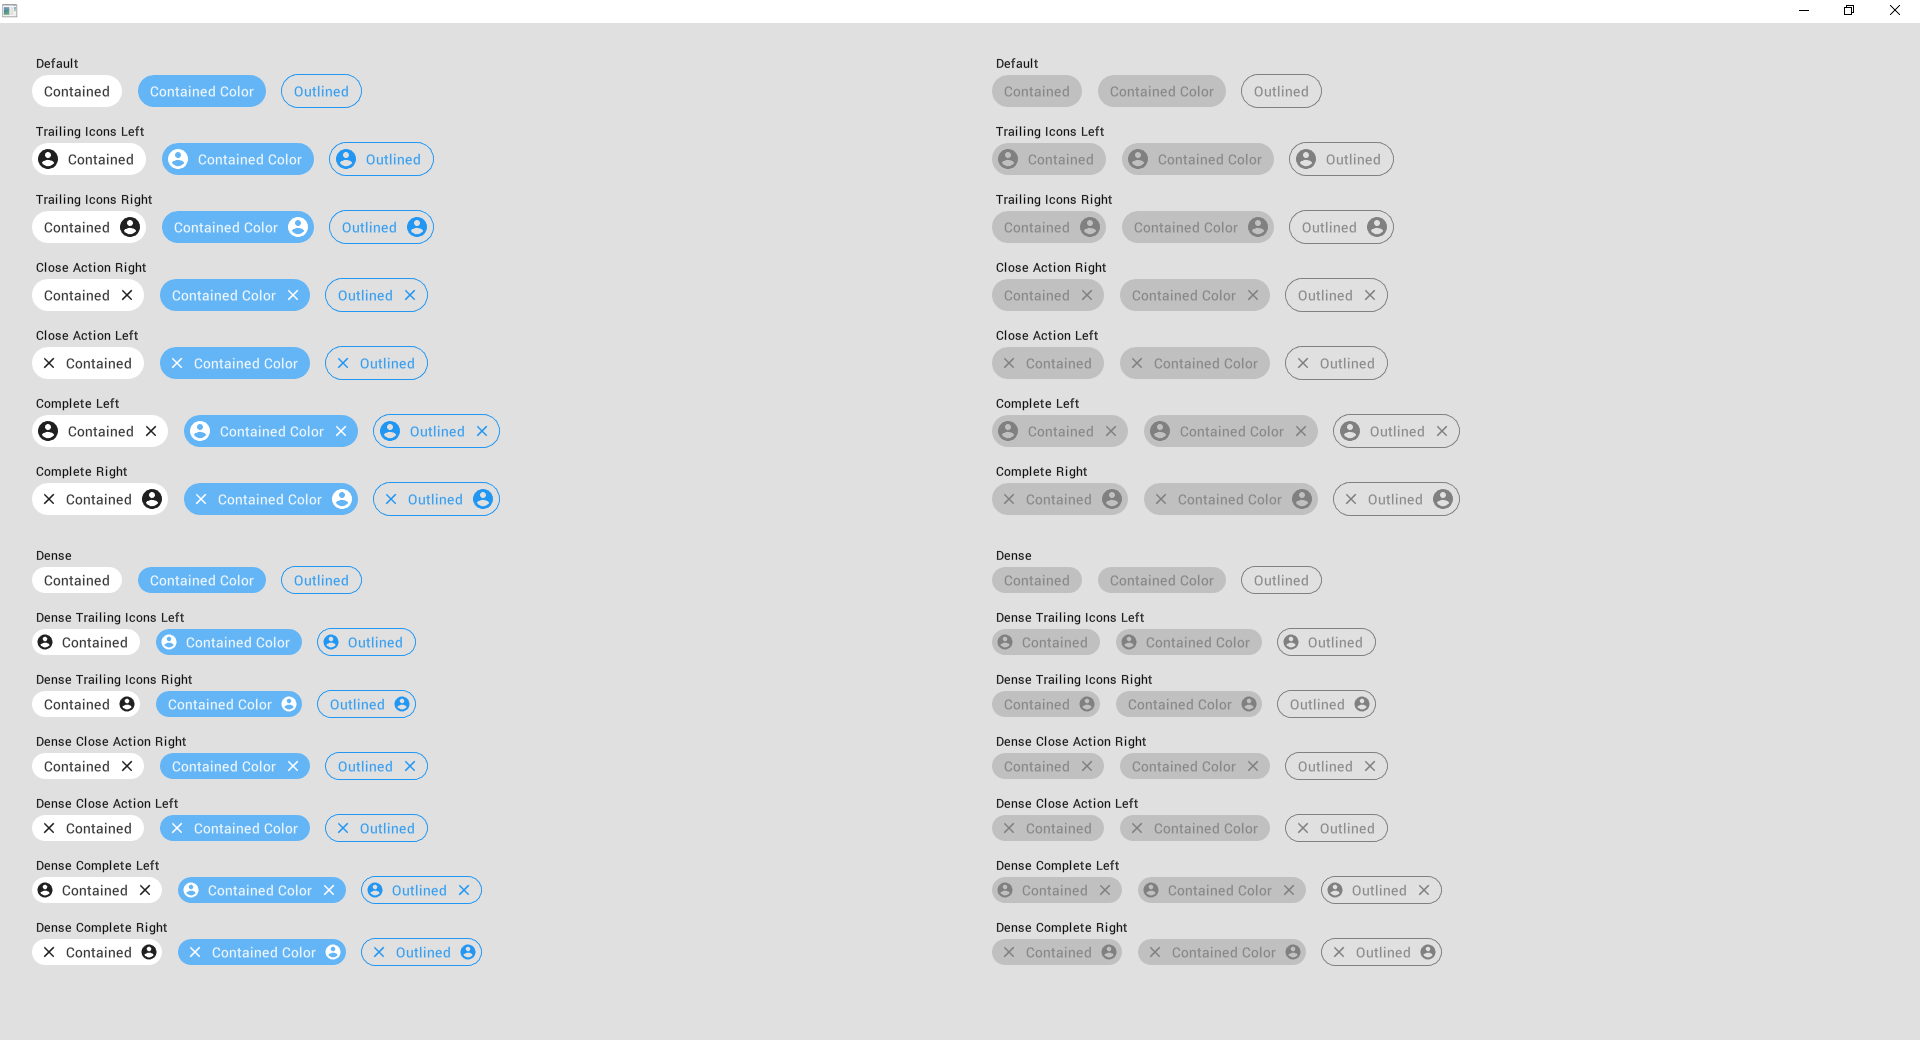 Default
Contained Contained Color Outlined
Trailing Icons Left
Contained Contained Color Outlined
Trailing Icons Right
Contained Contained Color Outlined
Close Action Right
Contained Contained Color Outlined
Close Action Left
Contained Contained Color Outlined
Complete Left
Contained Contained Color Outlined
Complete Right
Contained Contained Color Outlined
Dense
Contained Contained Color Outlined
Dense Trailing Icons Left
Contained Contained Color Outlined
Dense Trailing Icons Right
Contained Contained Color Outlined
Dense Close Action Right
Contained Contained Color Outlined
Dense Close Action Left
Contained Contained Color Outlined
Dense Complete Left
Contained Contained Color Outlined
Dense Complete Right
Contained Contained Color Outlined
Default
Contained Contained Color Outlined
Trailing Icons Left
Contained Contained Color Outlined
Trailing Icons Right
Contained Contained Color Outlined
Close Action Right
Contained Contained Color Outlined
Close Action Left
Contained Contained Color Outlined
Complete Left
Contained Contained Color Outlined
Complete Right
Contained Contained Color Outlined
Dense
Contained Contained Color Outlined
Dense Trailing Icons Left
Contained Contained Color Outlined
Dense Trailing Icons Right
Contained Contained Color Outlined
Dense Close Action Right
Contained Contained Color Outlined
Dense Close Action Left
Contained Contained Color Outlined
Dense Complete Left
Contained Contained Color Outlined
Dense Complete Right
Contained Contained Color Outlined